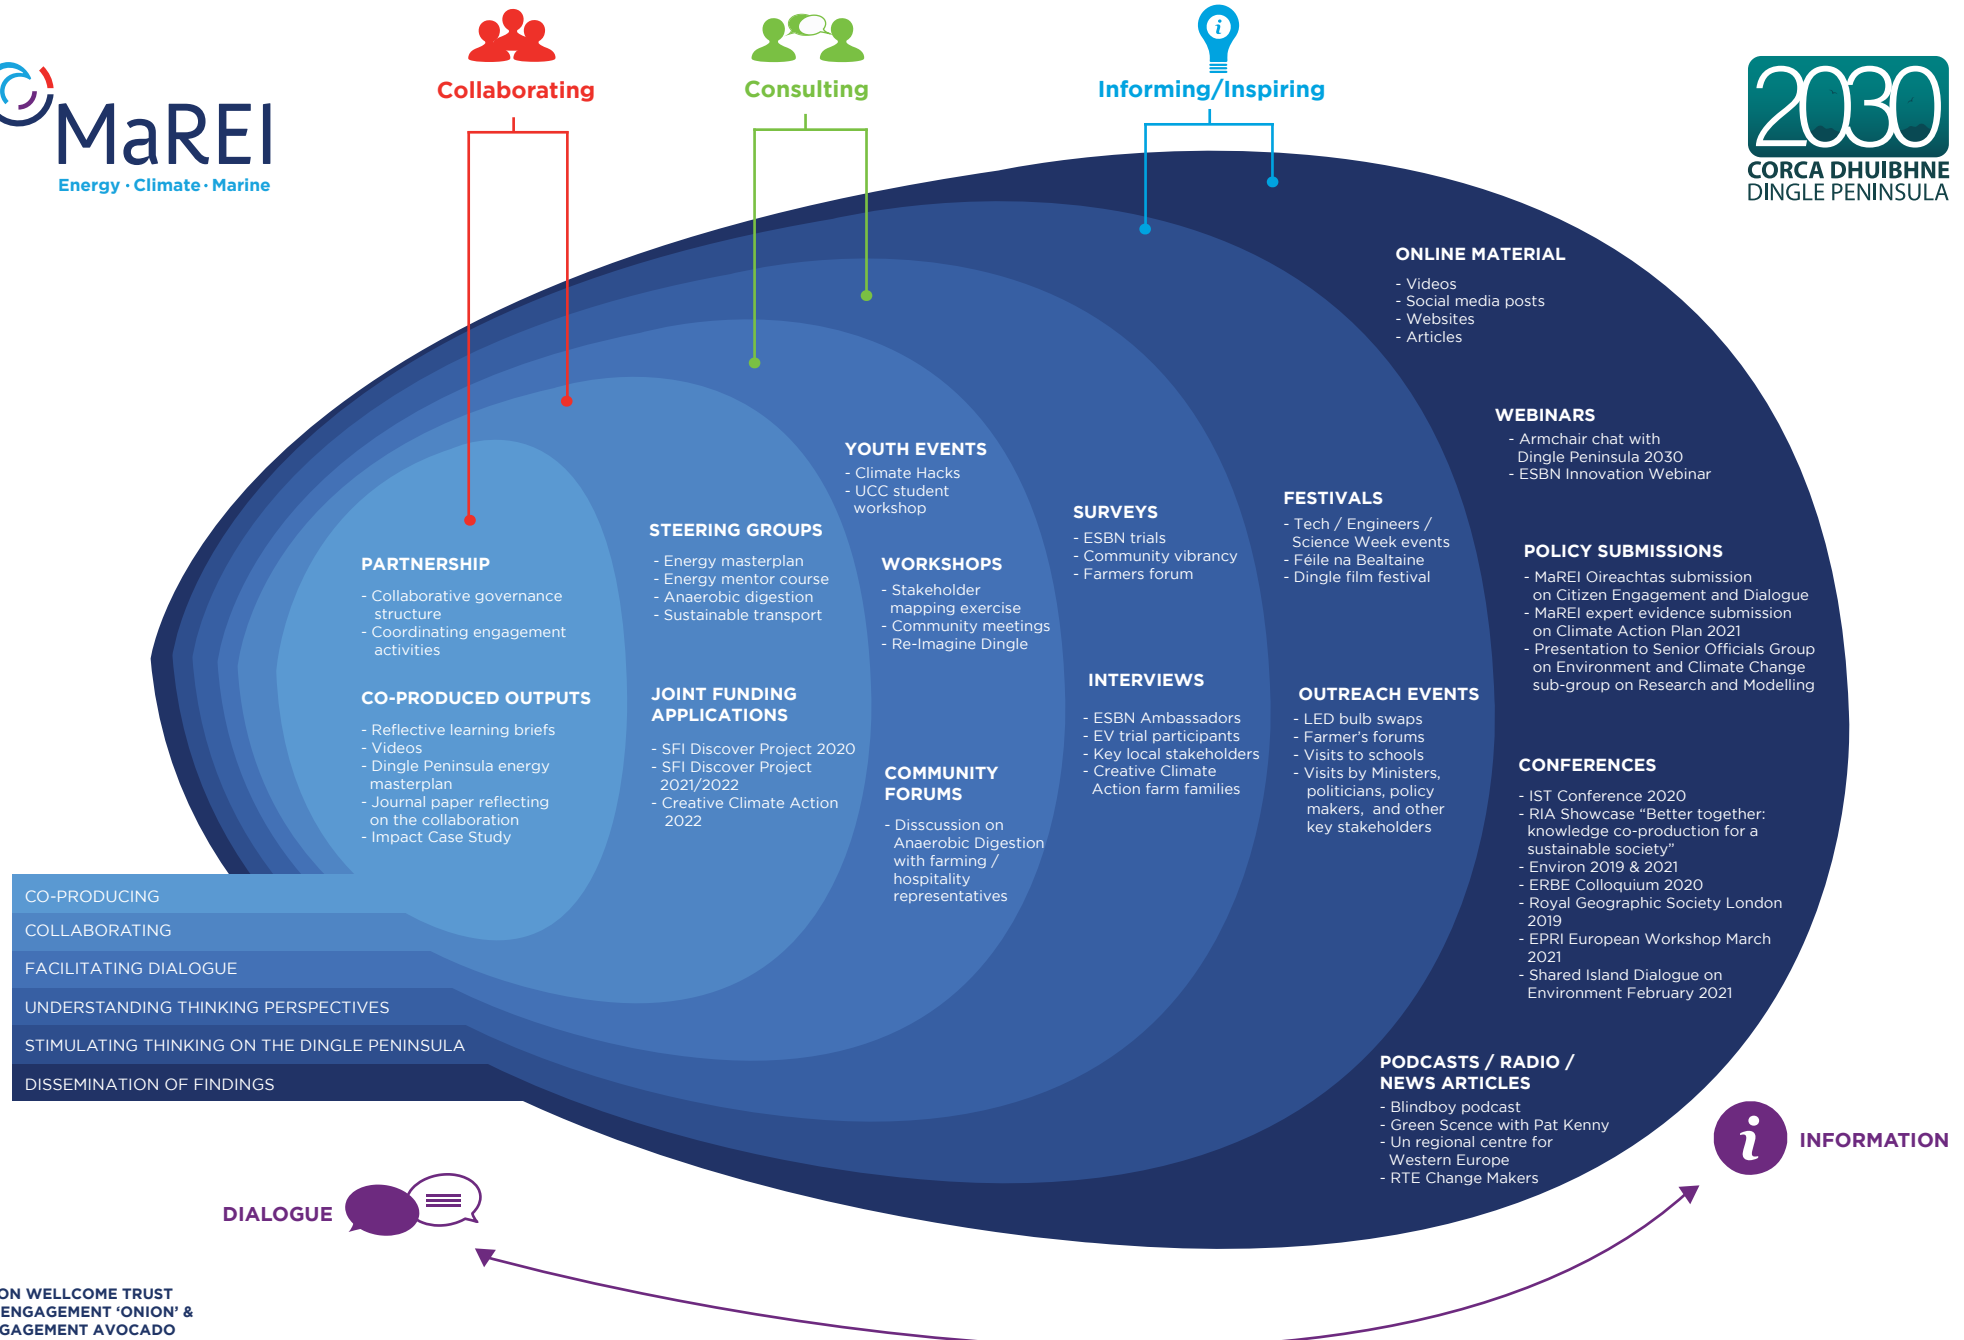 MaREI
Energy · Climate · Marine
Collaborating
Consulting
Informing/Inspiring
2030
CORCA DHUIBHNE
DINGLE PENINSULA
ONLINE MATERIAL
- Videos
- Social media posts
- Websites
- Articles
WEBINARS
- Armchair chat with
Dingle Peninsula 2030
- ESBN Innovation Webinar
YOUTH EVENTS
- Climate Hacks
- UCC student
workshop
FESTIVALS
- Tech / Engineers /
Science Week events
- Féile na Bealtaine
- Dingle film festival
SURVEYS
- ESBN trials
- Community vibrancy
- Farmers forum
STEERING GROUPS
- Energy masterplan
- Energy mentor course
- Anaerobic digestion
- Sustainable transport
WORKSHOPS
- Stakeholder
mapping exercise
- Community meetings
- Re-Imagine Dingle
PARTNERSHIP
- Collaborative governance
structure
- Coordinating engagement
activities
POLICY SUBMISSIONS
- MaREI Oireachtas submission
on Citizen Engagement and Dialogue
- MaREI expert evidence submission
on Climate Action Plan 2021
- Presentation to Senior Officials Group
on Environment and Climate Change
sub-group on Research and Modelling
CO-PRODUCED OUTPUTS
- Reflective learning briefs
- Videos
- Dingle Peninsula energy
masterplan
- Journal paper reflecting
on the collaboration
- Impact Case Study
JOINT FUNDING
APPLICATIONS
- SFI Discover Project 2020
- SFI Discover Project
2021/2022
- Creative Climate Action
2022
COMMUNITY
FORUMS
- Disscussion on
Anaerobic Digestion
with farming /
hospitality
representatives
INTERVIEWS
- ESBN Ambassadors
- EV trial participants
- Key local stakeholders
- Creative Climate
Action farm families
OUTREACH EVENTS
- LED bulb swaps
- Farmer's forums
- Visits to schools
- Visits by Ministers,
politicians, policy
makers, and other
key stakeholders
CONFERENCES
- IST Conference 2020
- RIA Showcase “Better together:
knowledge co-production for a
sustainable society”
- Environ 2019 & 2021
- ERBE Colloquium 2020
- Royal Geographic Society London
2019
- EPRI European Workshop March
2021
- Shared Island Dialogue on
Environment February 2021
CO-PRODUCING
COLLABORATING
FACILITATING DIALOGUE
UNDERSTANDING THINKING PERSPECTIVES
STIMULATING THINKING ON THE DINGLE PENINSULA
DISSEMINATION OF FINDINGS
PODCASTS / RADIO /
NEWS ARTICLES
- Blindboy podcast
- Green Scence with Pat Kenny
- Un regional centre for
Western Europe
- RTE Change Makers
INFORMATION
DIALOGUE
ON WELLCOME TRUST
ENGAGEMENT ‘ONION’ &
GAGEMENT AVOCADO